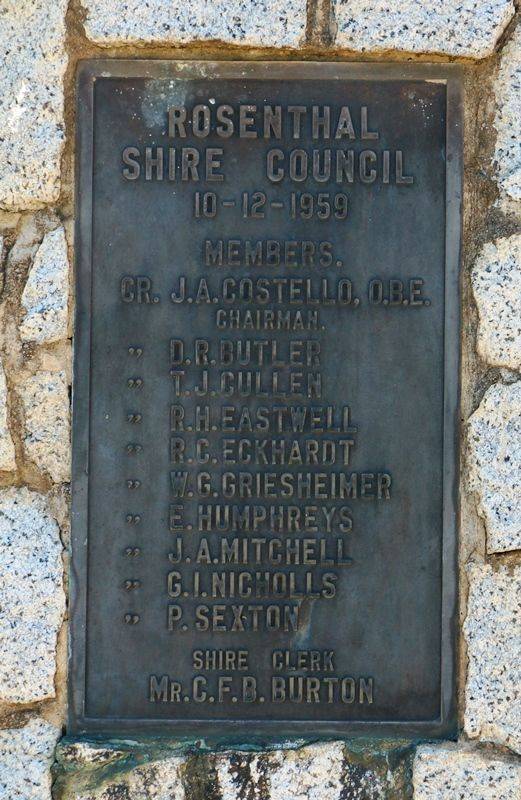 ROSENTHAL
SHIRE COUNCIL
10-12-1959
MEMBERS.
CR. J.A. COSTELLO, O.B.E.
CHAIRMAN.
" D.R. BUTLER
" T.J. CULLEN
" R.H. EASTWELL
" R.C. ECKHARDT
" W.G. GRIESHEIMER
" E. HUMPHREYS
" J.A. MITCHELL
" G.I. NICHOLLS
" P. SEXTON
SHIRE CLERK
MR. C.F.B. BURTON